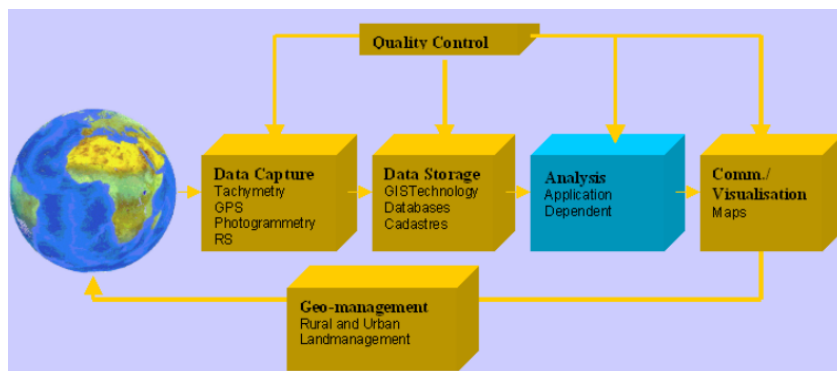 Quality Control
Data Capture
Tachymetry
GPS
Photogrammetry
RS
Data Storage
GISTechnology
Databases
Cadastres
Analysis
Application
Dependent
Comm./
Visualisation
Maps
Geo-management
Rural and Urban
Landmanagement